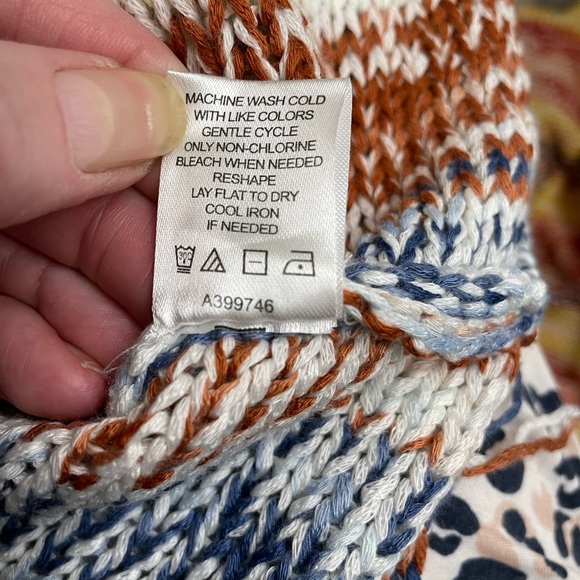 MACHINE WASH COLD
WITH LIKE COLORS
GENTLE CYCLE
ONLY NON-CHLORINE
BLEACH WHEN NEEDED
RESHAPE
LAY FLAT TO DRY
COOL IRON
IF NEEDED
A399746